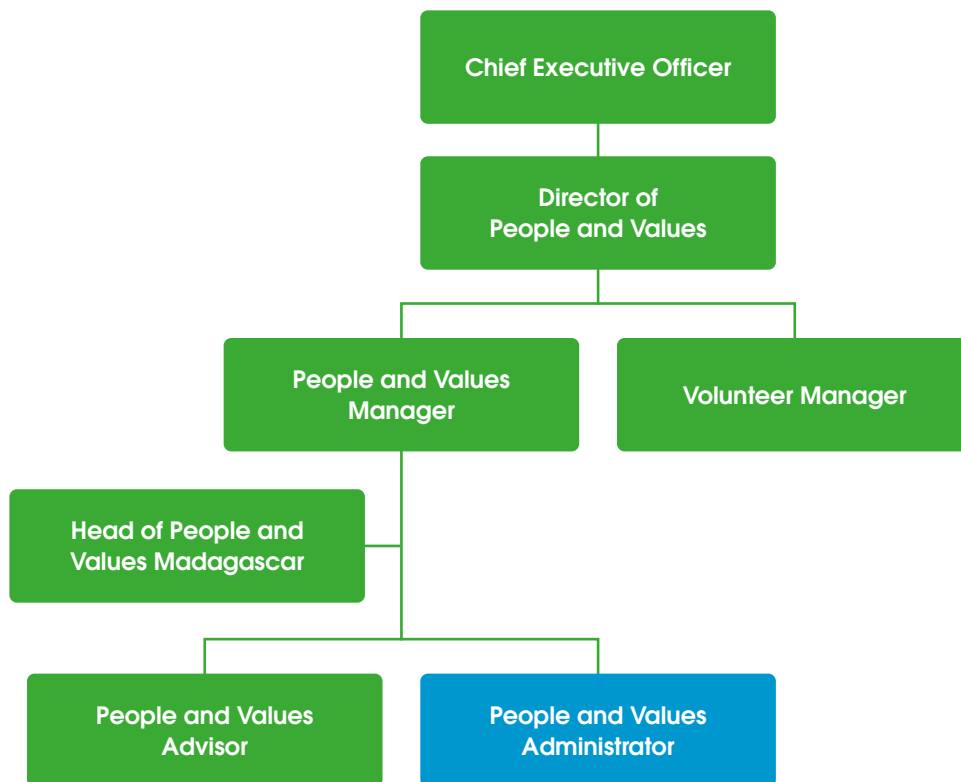 Chief Executive Officer
Director of
People and Values
People and Values
Manager
Volunteer Manager
Head of People and
Values Madagascar
People and Values
Advisor
People and Values
Administrator